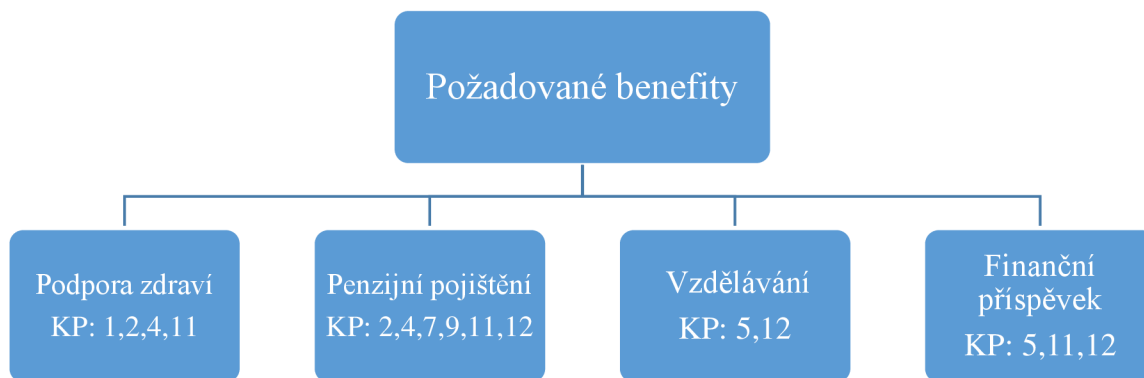 Požadované benefity
Podpora zdraví
KP: 1,2,4,11
Penzijní pojištění
KP: 2,4,7,9,11,12
Vzdělávání
KP: 5,12
Finanční
příspěvek
KP: 5,11,12